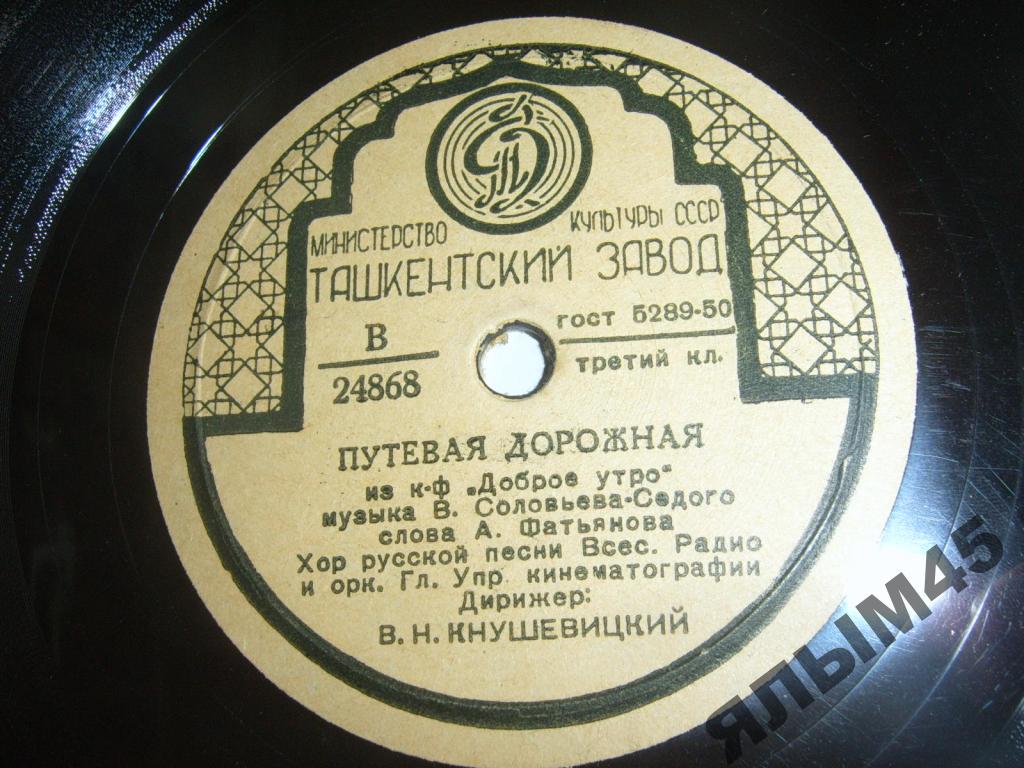 МИНИСТЕРСТВО КУЛЬТУРЫ СССР
ТАШКЕНТСКИЙ ЗАВОД
В
24868
ГОСТ 5289-50
третий кл.
ПУТЕВАЯ ДОРОЖНАЯ
из к-ф „Доброе утро"
музыка В. Соловьева-Седого
слова А. Фатьянова
Хор русской песни Всес. Радио
и орк. Гл. Упр. кинематографии
Дирижер:
В. Н. КНУШЕВИЦКИЙ
ЯЛЫМ45